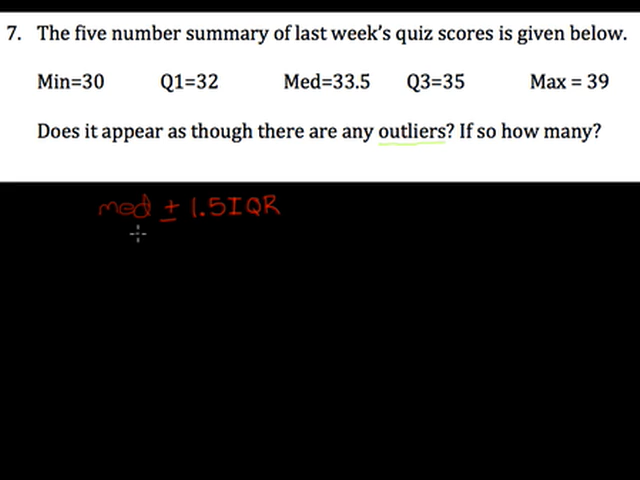 7. The five number summary of last week's quiz scores is given below.
Min=30 Q1=32 Med=33.5 Q3=35 Max = 39
Does it appear as though there are any outliers? If so how many?
med ± 1.5IQR